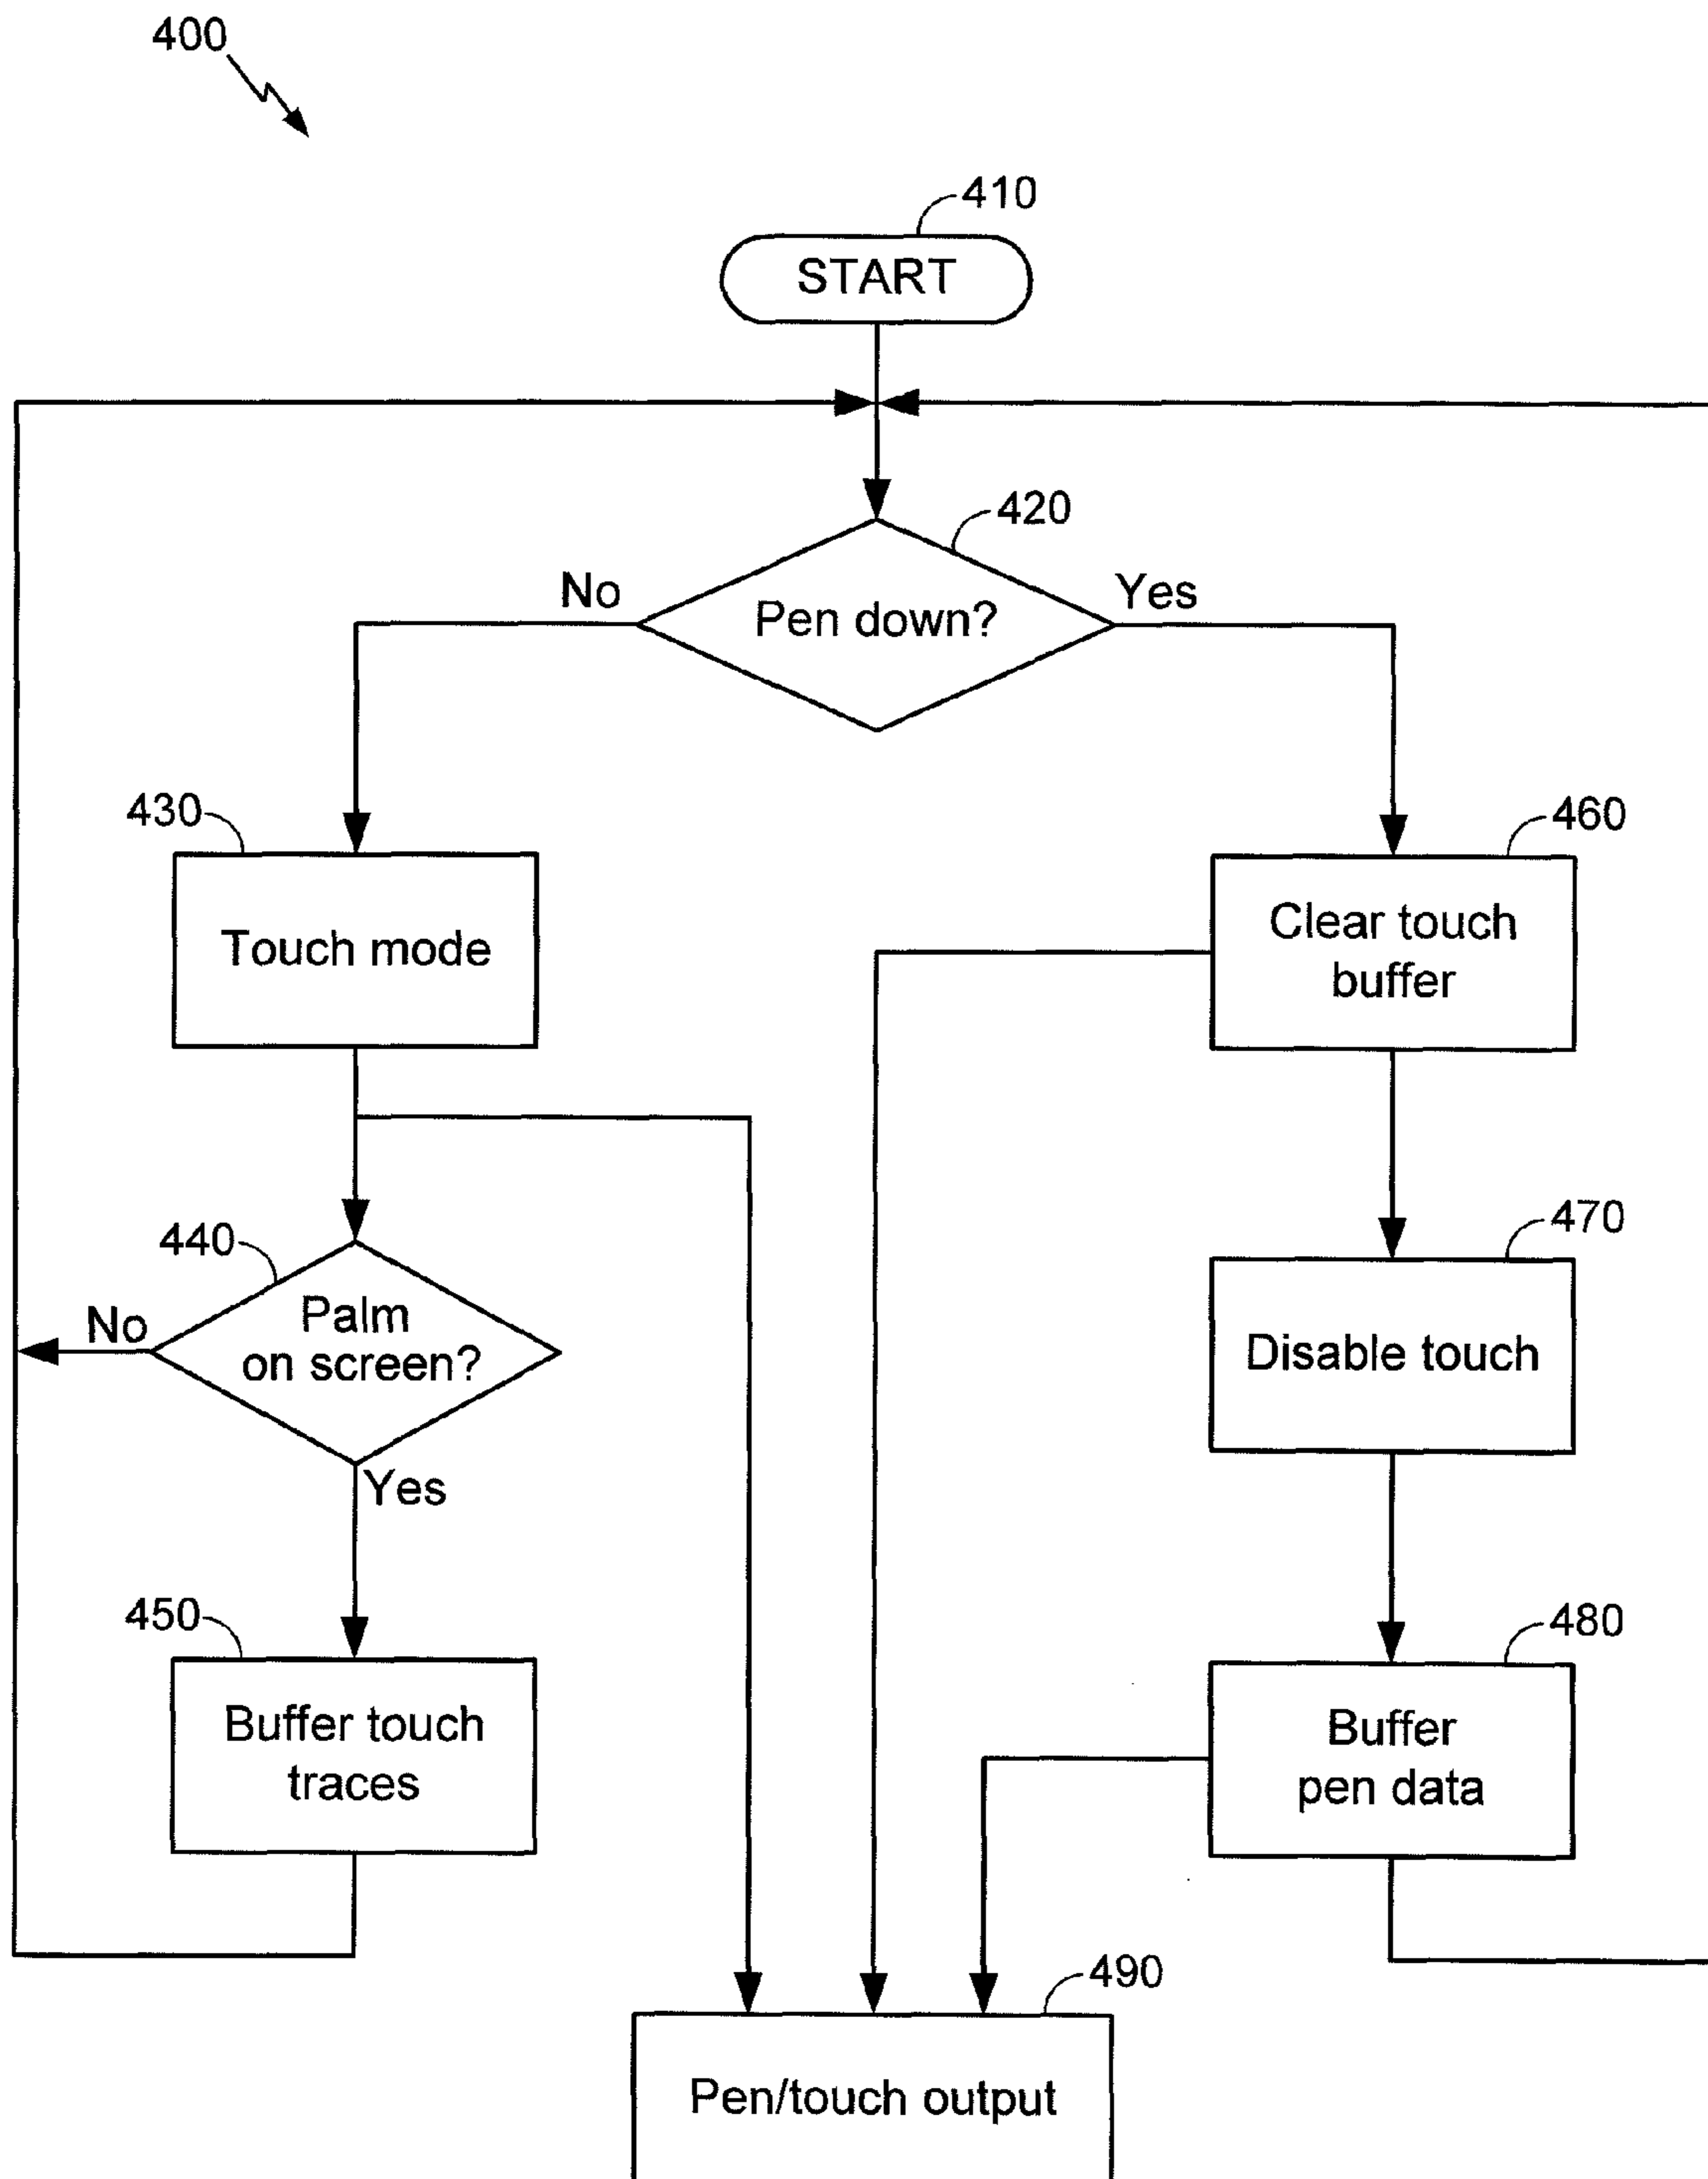 400
410
START
420
No
Yes
Pen down?
430
460
Touch mode
Clear touch
buffer
440
470
No
Palm
on screen?
Disable touch
Yes
450
480
Buffer touch
traces
Buffer
pen data
490
Pen/touch output